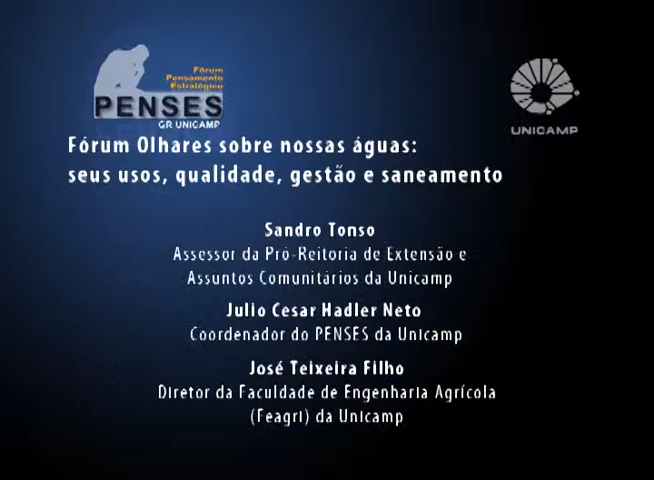 Fórum
Pensamento
Estratégico
PENSES
GR UNICAMP
UNICAMP
Fórum Olhares sobre nossas águas:
seus usos, qualidade, gestão e saneamento
Sandro Tonso
Assessor da Pró-Reitoria de Extensão e
Assuntos Comunitários da Unicamp
Julio Cesar Hadler Neto
Coordenador do PENSES da Unicamp
José Teixeira Filho
Diretor da Faculdade de Engenharia Agrícola
(Feagri) da Unicamp